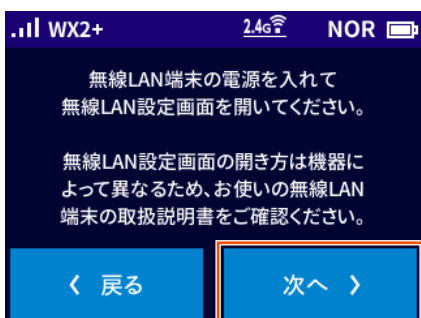 WX2+ 2.4G NOR
無線LAN端末の電源を入れて
無線LAN設定画面を開いてください。
無線LAN設定画面の開き方は機器に
よって異なるため、お使いの無線LAN
端末の取扱説明書をご確認ください。
戻る 次へ